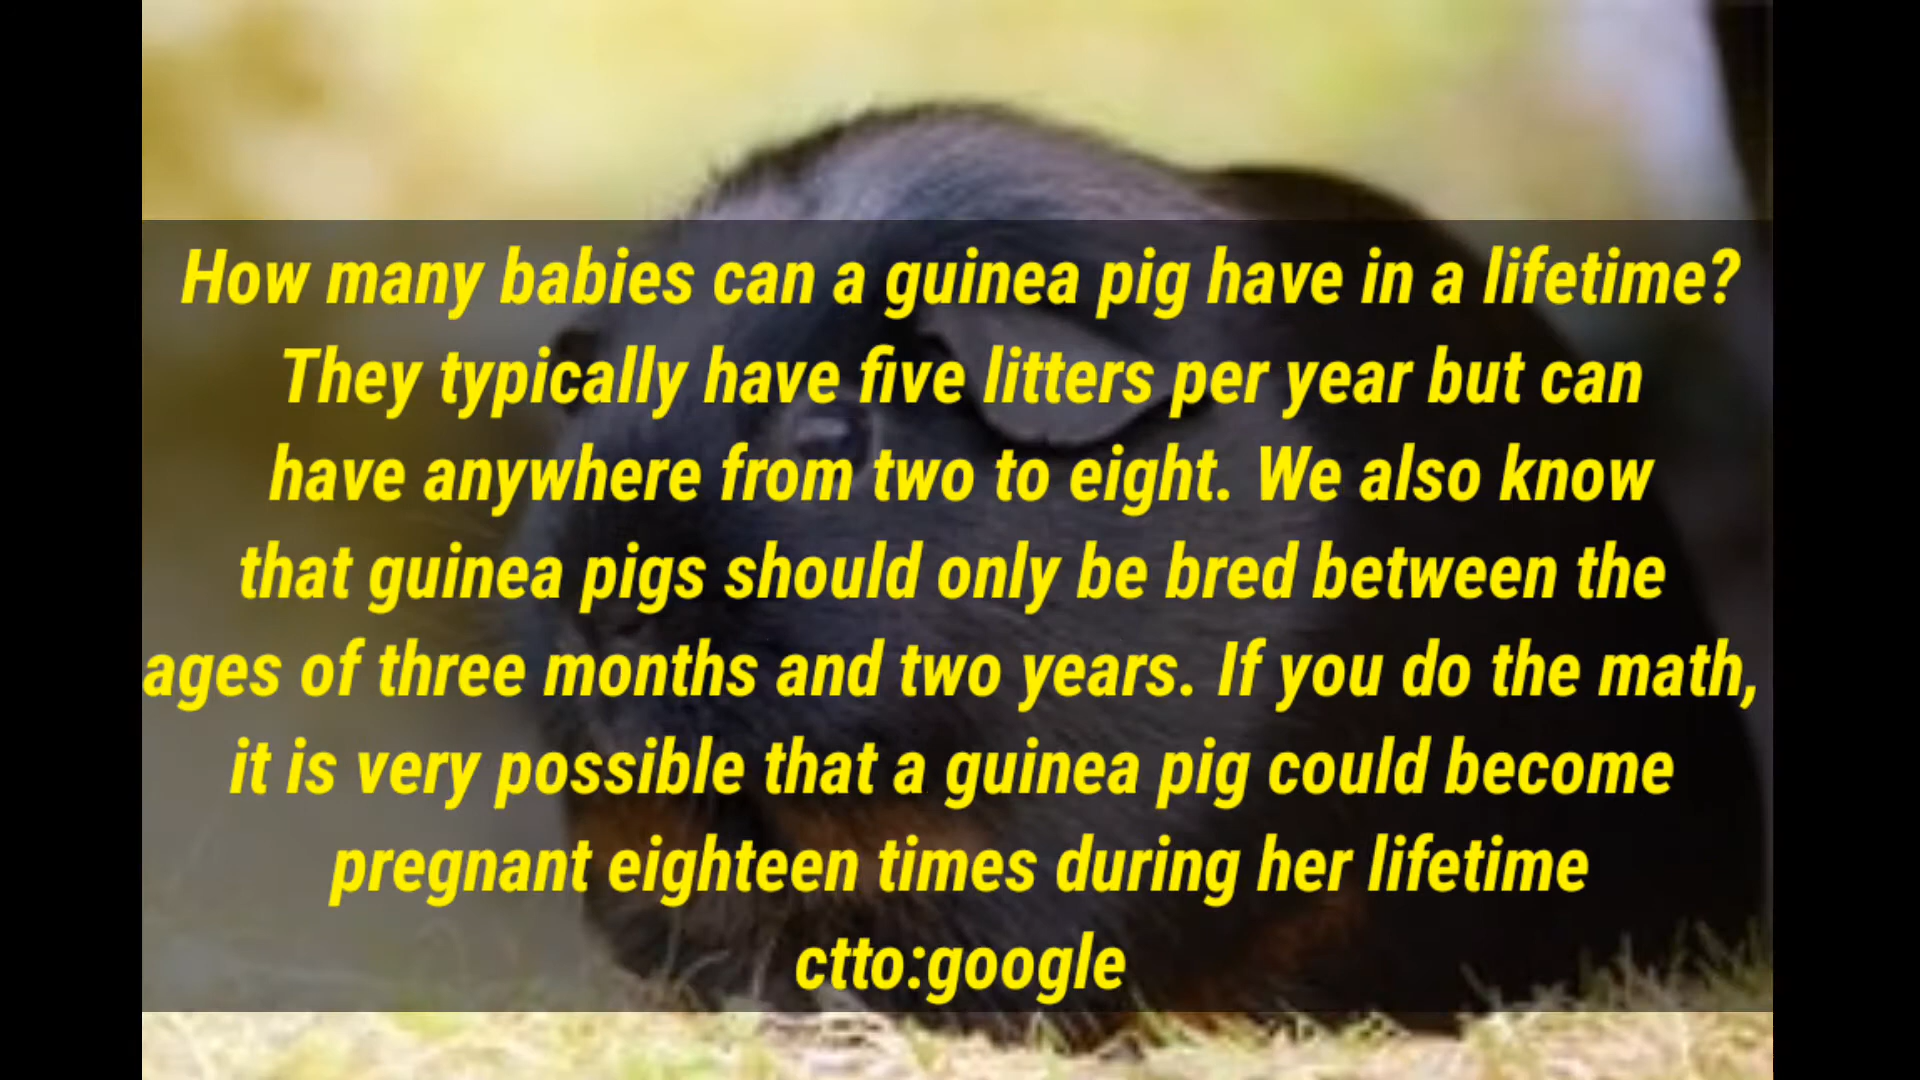 How many babies can a guinea pig have in a lifetime?
They typically have five litters per year but can
have anywhere from two to eight. We also know
that guinea pigs should only be bred between the
ages of three months and two years. If you do the math,
it is very possible that a guinea pig could become
pregnant eighteen times during her lifetime
ctto:google